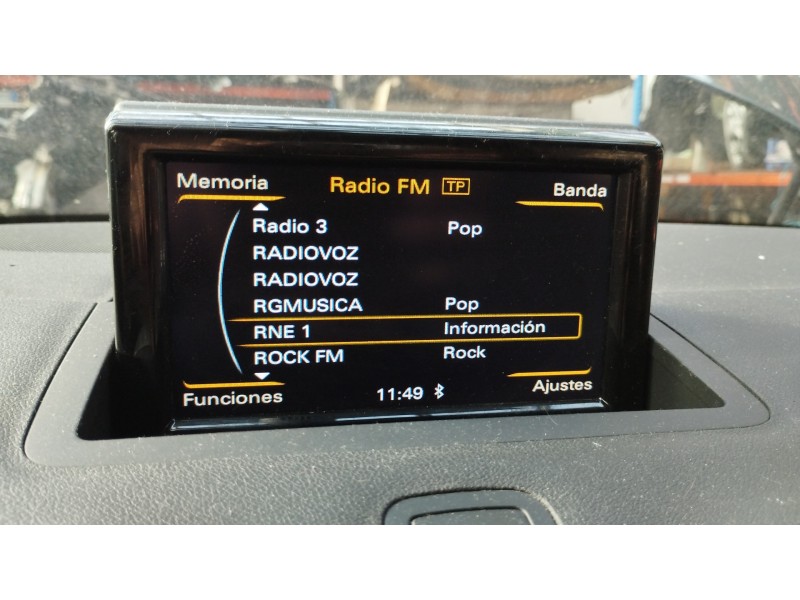 Memoria Radio FM TP Banda
Radio 3 Pop
RADIOVOZ
RADIOVOZ
RGMUSICA Pop
RNE 1 Información
ROCK FM Rock
Funciones 11:49 Ajustes